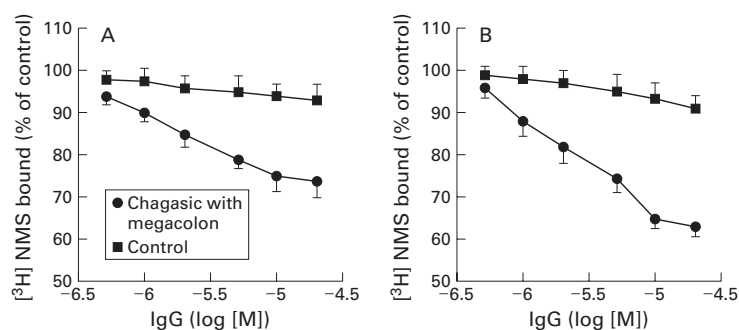 A
[³H] NMS bound (% of control)
110
100
90
80
70
60
50
Chagasic with
megacolon
Control
−6.5
−6
−5.5
−5
−4.5
IgG (log [M])
B
[³H] NMS bound (% of control)
110
100
90
80
70
60
50
−6.5
−6
−5.5
−5
−4.5
IgG (log [M])